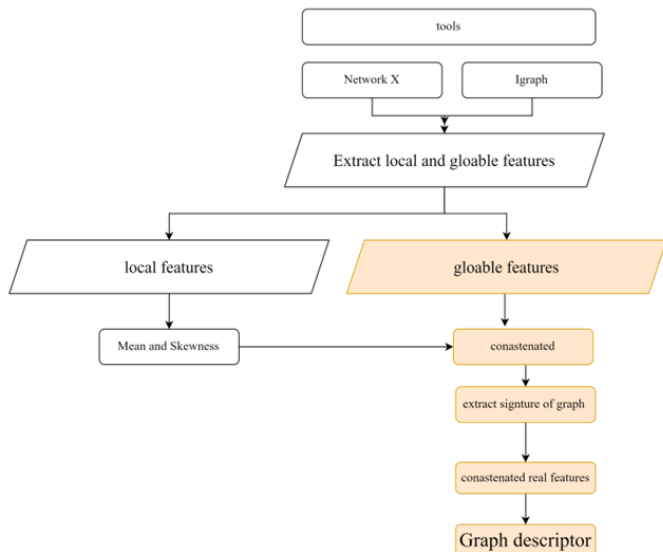 tools
Network X
Igraph
Extract local and gloable features
local features
gloable features
Mean and Skewness
conastenated
extract signture of graph
conastenated real features
Graph descriptor